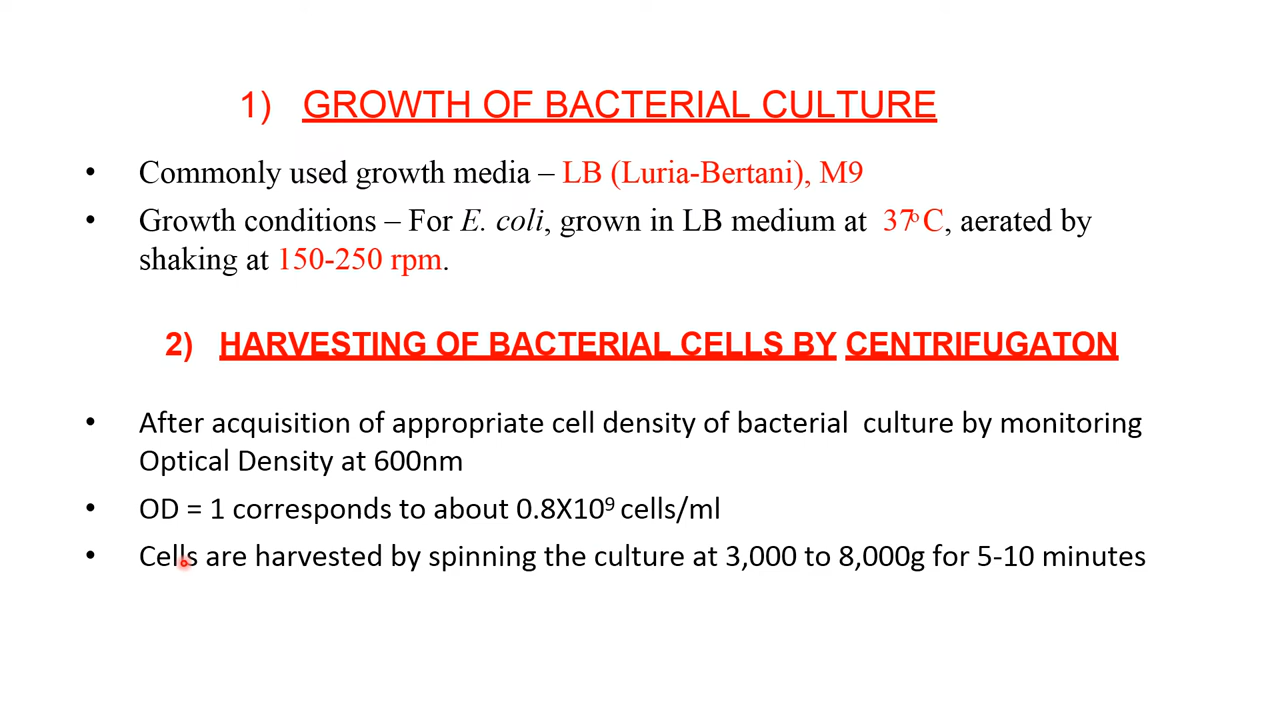 1) GROWTH OF BACTERIAL CULTURE
• Commonly used growth media – LB (Luria-Bertani), M9
• Growth conditions – For E. coli, grown in LB medium at 37° C, aerated by
shaking at 150-250 rpm.
2) HARVESTING OF BACTERIAL CELLS BY CENTRIFUGATON
• After acquisition of appropriate cell density of bacterial culture by monitoring
Optical Density at 600nm
• OD = 1 corresponds to about 0.8X10⁹ cells/ml
• Cells are harvested by spinning the culture at 3,000 to 8,000g for 5-10 minutes